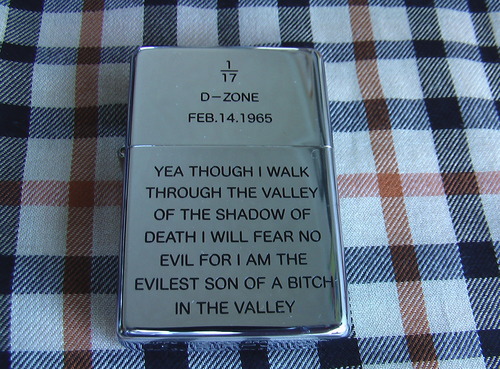 1
17
D-ZONE
FEB.14.1965
YEA THOUGH I WALK
THROUGH THE VALLEY
OF THE SHADOW OF
DEATH I WILL FEAR NO
EVIL FOR I AM THE
EVILEST SON OF A BITCH
IN THE VALLEY